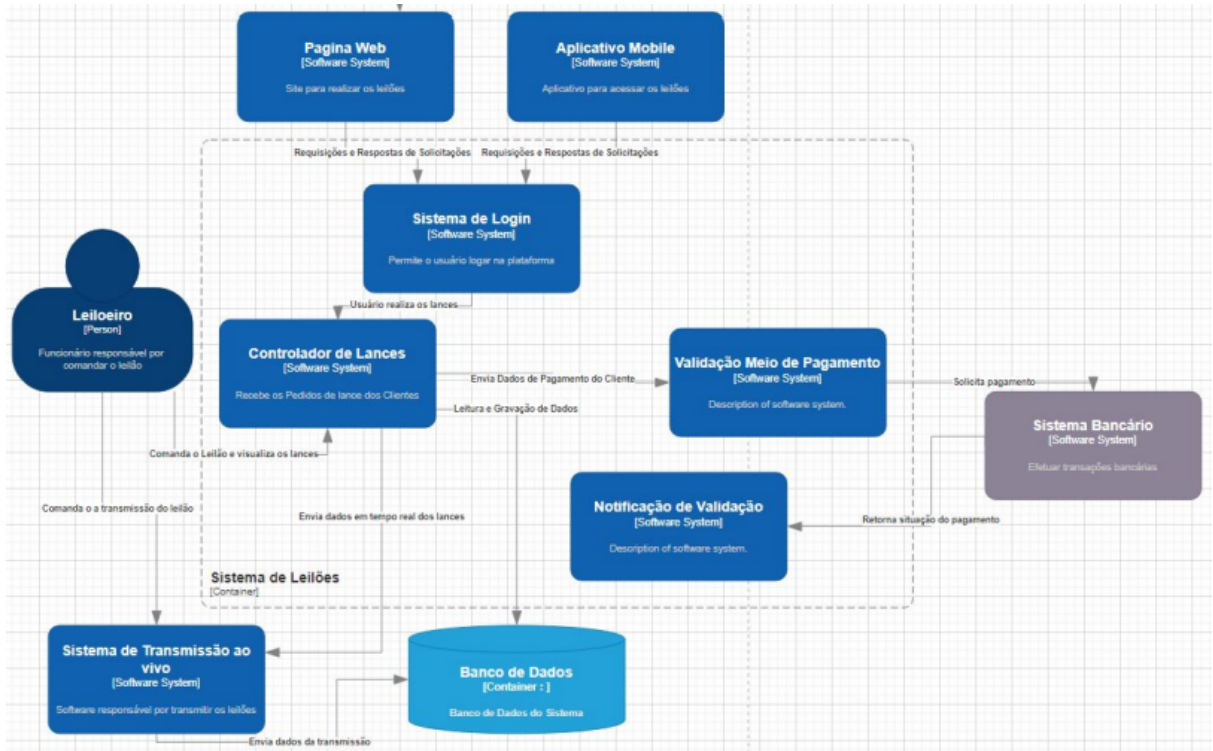 Pagina Web
[Software System]
Site para realizar os leilões
Aplicativo Mobile
[Software System]
Aplicativo para acessar os leilões
Requisições e Respostas de Solicitações
Requisições e Respostas de Solicitações
Sistema de Login
[Software System]
Permite o usuário logar na plataforma
Usuário realiza os lances
Leiloeiro
[Person]
Funcionário responsável por
comandar o leilão
Controlador de Lances
[Software System]
Recebe os Pedidos de lance dos Clientes
Envia Dados de Pagamento do Cliente
Leitura e Gravação de Dados
Validação Meio de Pagamento
[Software System]
Description of software system.
Solicita pagamento
Sistema Bancário
[Software System]
Efetuar transações bancárias
Comanda o Leilão e visualiza os lances
Comanda o a transmissão do leilão
Envia dados em tempo real dos lances
Notificação de Validação
[Software System]
Description of software system.
Retorna situação do pagamento
Sistema de Leilões
[Container]
Sistema de Transmissão ao
vivo
[Software System]
Software responsável por transmitir os leilões
Banco de Dados
[Container : ]
Banco de Dados do Sistema
Envia dados da transmissão